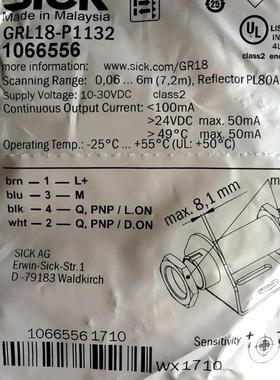 SICK
Made in Malaysia
GRL18-P1132
1066556
more information: www.sick.com/GR18
Scanning Range: 0,06 ... 6m (7,2m), Reflector PL80A
Supply Voltage: 10-30VDC class2
Continuous Output Current: <100mA
>24VDC max. 50mA
> 49°C max. 50mA
Operating Temp.: -25°C ... +55°C (UL: +50°C)
UL
LISTED
class2
brn – 1 – L+
blu – 3 – M
blk – 4 – Q, PNP / L.ON
wht – 2 – Q, PNP / D.ON
max. 8,1 mm
SICK AG
Erwin-Sick-Str.1
D -79183 Waldkirch
1066556 1710
Sensitivity
WX1710